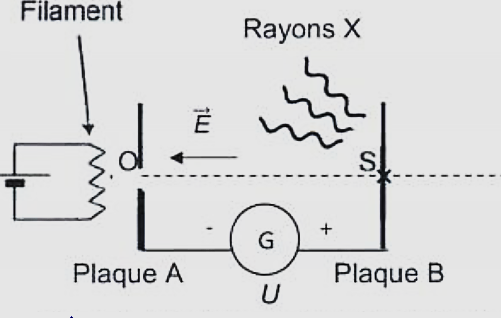 Filament
Rayons X
E
O
S
- G +
Plaque A
Plaque B
U